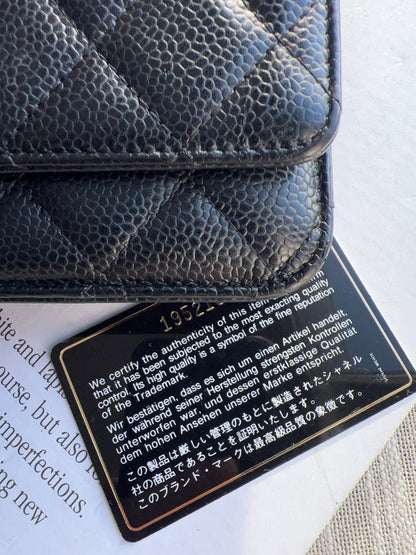 We certify the authenticity of this item
that it has been subjected to the most exacting quality
control. Its high quality is a symbol of the fine reputation
of the Trademark.
Wir bestätigen, dass es sich um einen Artikel handelt,
der während seiner Herstellung strengsten Kontrollen
unterworfen war, und dessen erstklassige Qualität
dem hohen Ansehen unserer Marke entspricht.
この製品は厳しい管理のもとに製造されたシャネル
社の商品であることを証明いたします。
このブランド・マークは最高級品質の象徴です。
ing
ourse, but also
imperfections.
king new